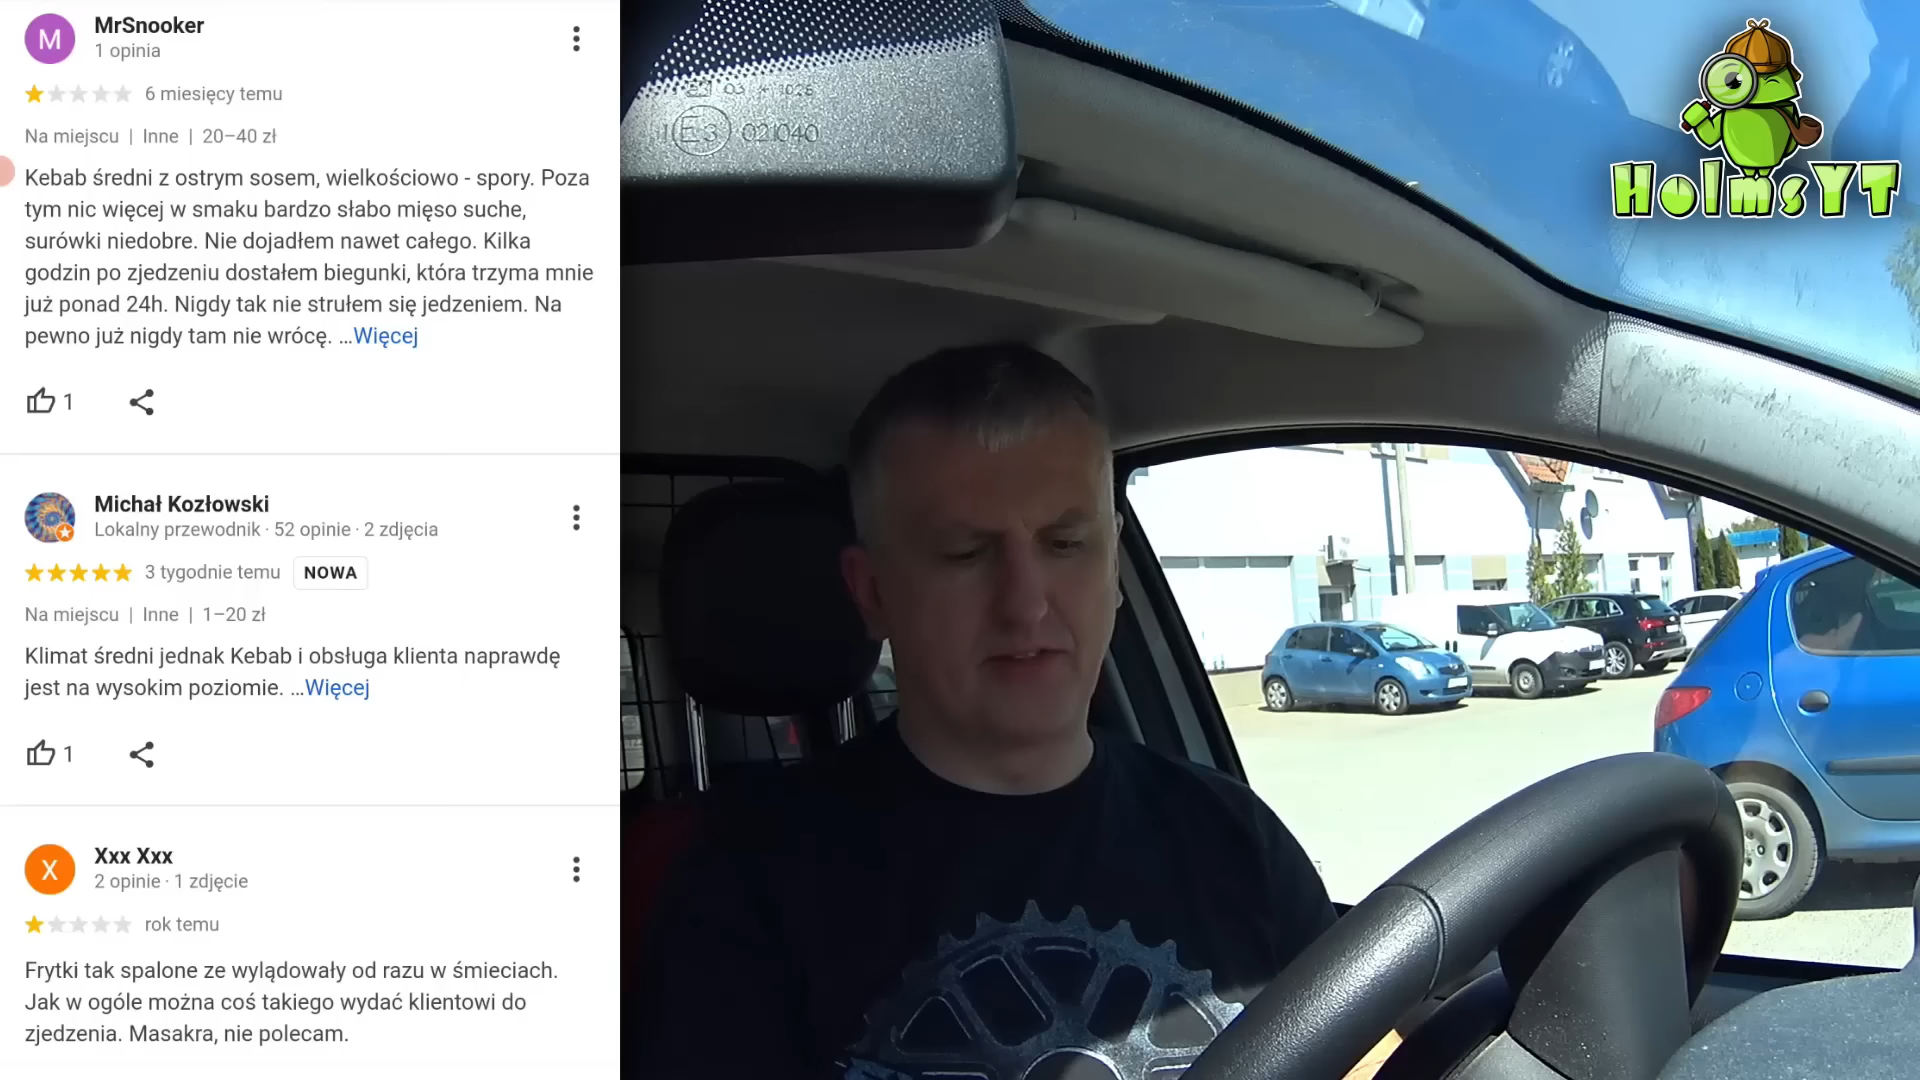 MrSnooker
1 opinia
6 miesięcy temu
Na miejscu | Inne | 20–40 zł
Kebab średni z ostrym sosem, wielkościowo - spory. Poza
tym nic więcej w smaku bardzo słabo mięso suche,
surówki niedobre. Nie dojadłem nawet całego. Kilka
godzin po zjedzeniu dostałem biegunki, która trzyma mnie
już ponad 24h. Nigdy tak nie strułem się jedzeniem. Na
pewno już nigdy tam nie wrócę. …Więcej
1
Michał Kozłowski
Lokalny przewodnik · 52 opinie · 2 zdjęcia
3 tygodnie temu NOWA
Na miejscu | Inne | 1–20 zł
Klimat średni jednak Kebab i obsługa klienta naprawdę
jest na wysokim poziomie. …Więcej
1
X
Xxx Xxx
2 opinie · 1 zdjęcie
rok temu
Frytki tak spalone ze wylądowały od razu w śmieciach.
Jak w ogóle można coś takiego wydać klientowi do
zjedzenia. Masakra, nie polecam.
M
E3 021040
HolmsYT